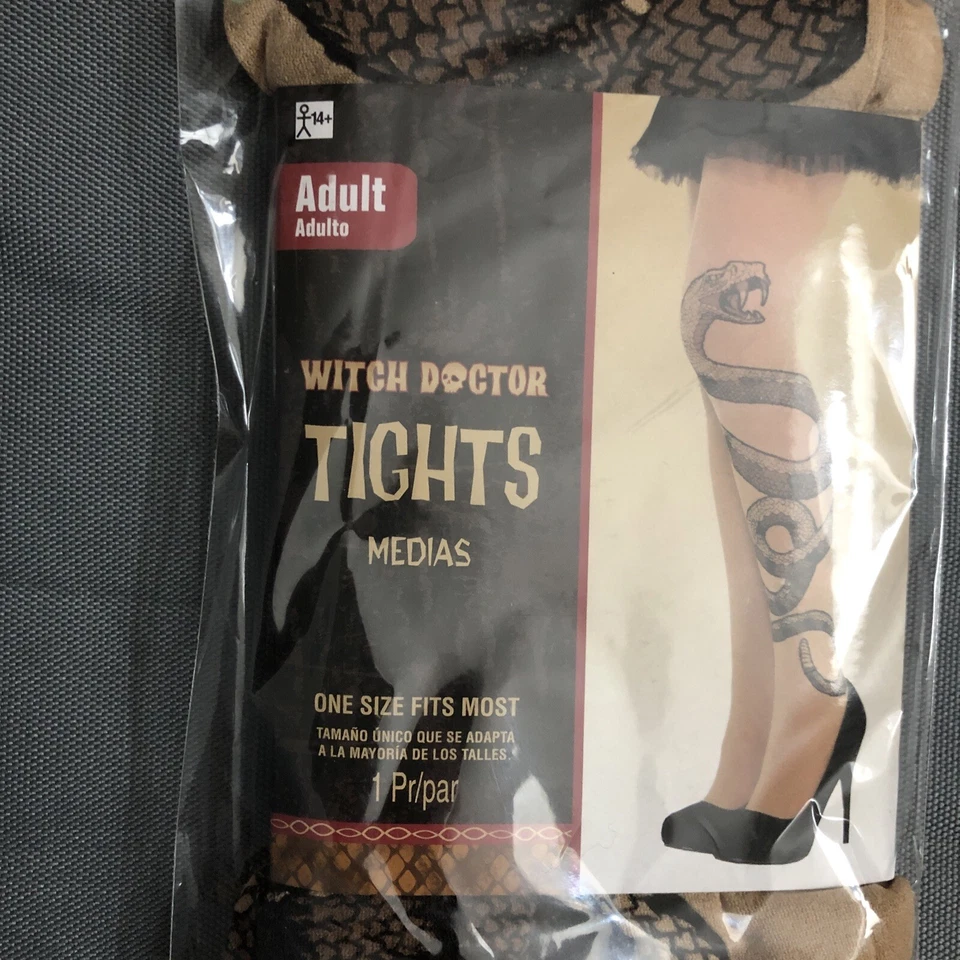 14+
Adult
Adulto
WITCH DOCTOR
TIGHTS
MEDIAS
ONE SIZE FITS MOST
TAMAÑO ÚNICO QUE SE ADAPTA
A LA MAYORÍA DE LOS TALLES.
1 Pr/par